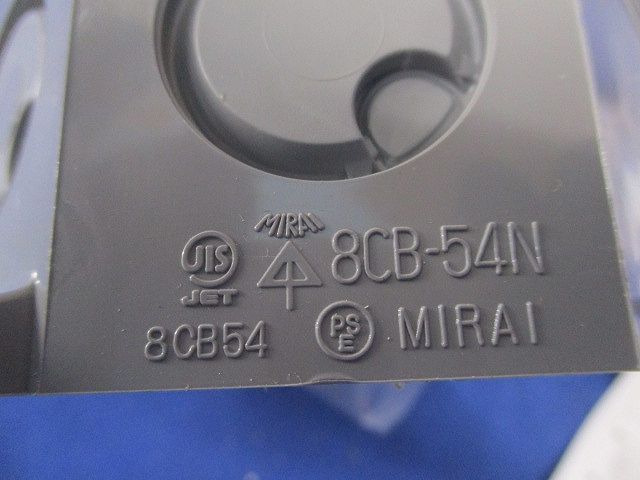 MIRAI
JIS 8CB-54N
JET
8CB54 PSE MIRAI